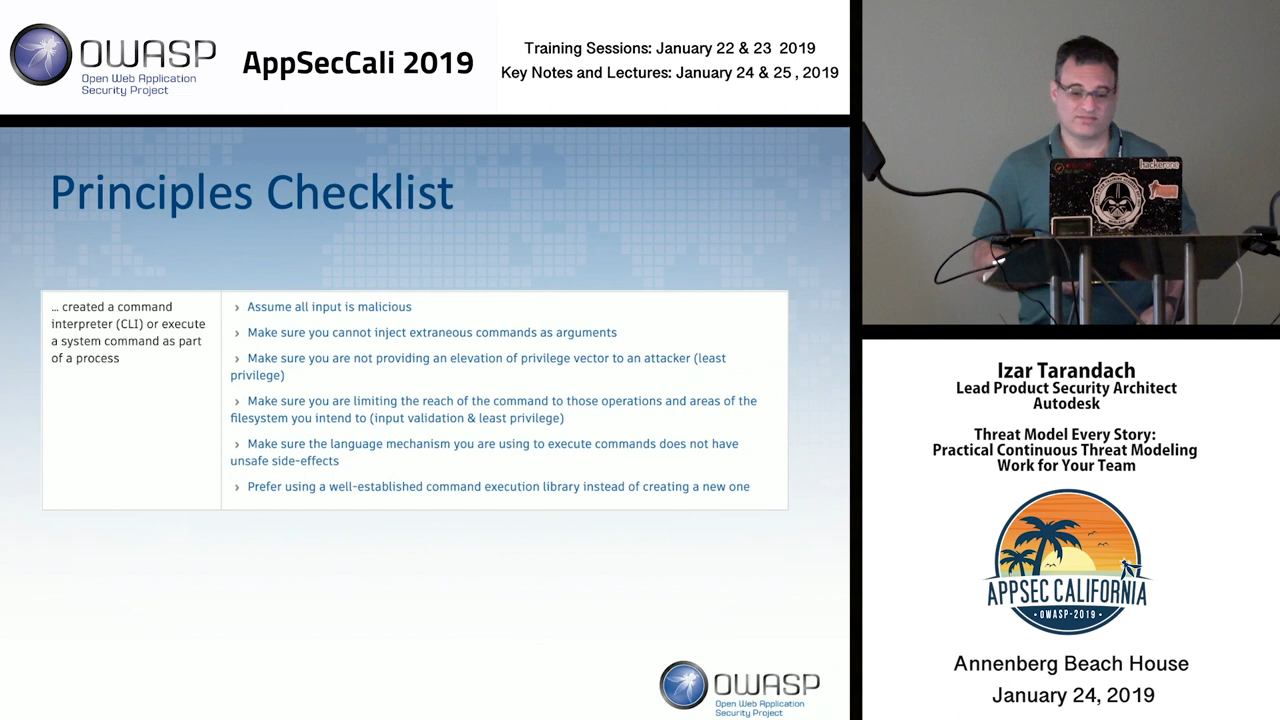 OWASP
Open Web Application
Security Project
AppSecCali 2019
Training Sessions: January 22 & 23 2019
Key Notes and Lectures: January 24 & 25 , 2019
Principles Checklist
... created a command
interpreter (CLI) or execute
a system command as part
of a process
› Assume all input is malicious
› Make sure you cannot inject extraneous commands as arguments
› Make sure you are not providing an elevation of privilege vector to an attacker (least
privilege)
› Make sure you are limiting the reach of the command to those operations and areas of the
filesystem you intend to (input validation & least privilege)
› Make sure the language mechanism you are using to execute commands does not have
unsafe side-effects
› Prefer using a well-established command execution library instead of creating a new one
OWASP
Open Web Application
Security Project
hackerone
Izar Tarandach
Lead Product Security Architect
Autodesk
Threat Model Every Story:
Practical Continuous Threat Modeling
Work for Your Team
APPSEC CALIFORNIA
· OWASP-2019 ·
Annenberg Beach House
January 24, 2019